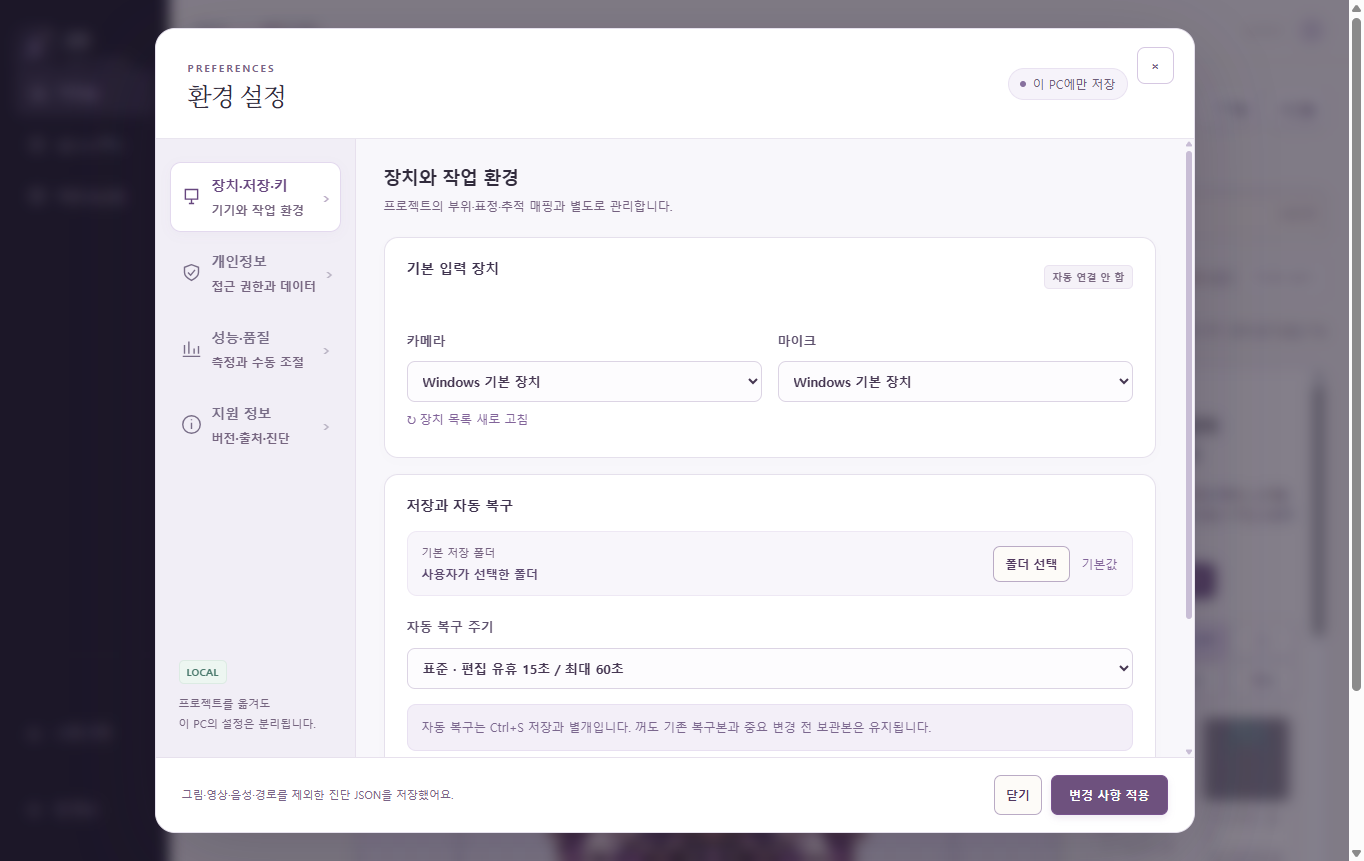 PREFERENCES
환경 설정
이 PC에만 저장
×
장치·저장·키
기기와 작업 환경
개인정보
접근 권한과 데이터
성능·품질
측정과 수동 조절
지원 정보
버전·출처·진단
LOCAL
프로젝트를 옮겨도
이 PC의 설정은 분리됩니다.
장치와 작업 환경
프로젝트의 부위·표정·추적 매핑과 별도로 관리합니다.
기본 입력 장치
자동 연결 안 함
카메라
마이크
Windows 기본 장치
Windows 기본 장치
↻ 장치 목록 새로 고침
저장과 자동 복구
기본 저장 폴더
사용자가 선택한 폴더
폴더 선택
기본값
자동 복구 주기
표준 · 편집 유휴 15초 / 최대 60초
자동 복구는 Ctrl+S 저장과 별개입니다. 꺼도 기존 복구본과 중요 변경 전 보관본은 유지됩니다.
그림·영상·음성·경로를 제외한 진단 JSON을 저장했어요.
닫기
변경 사항 적용